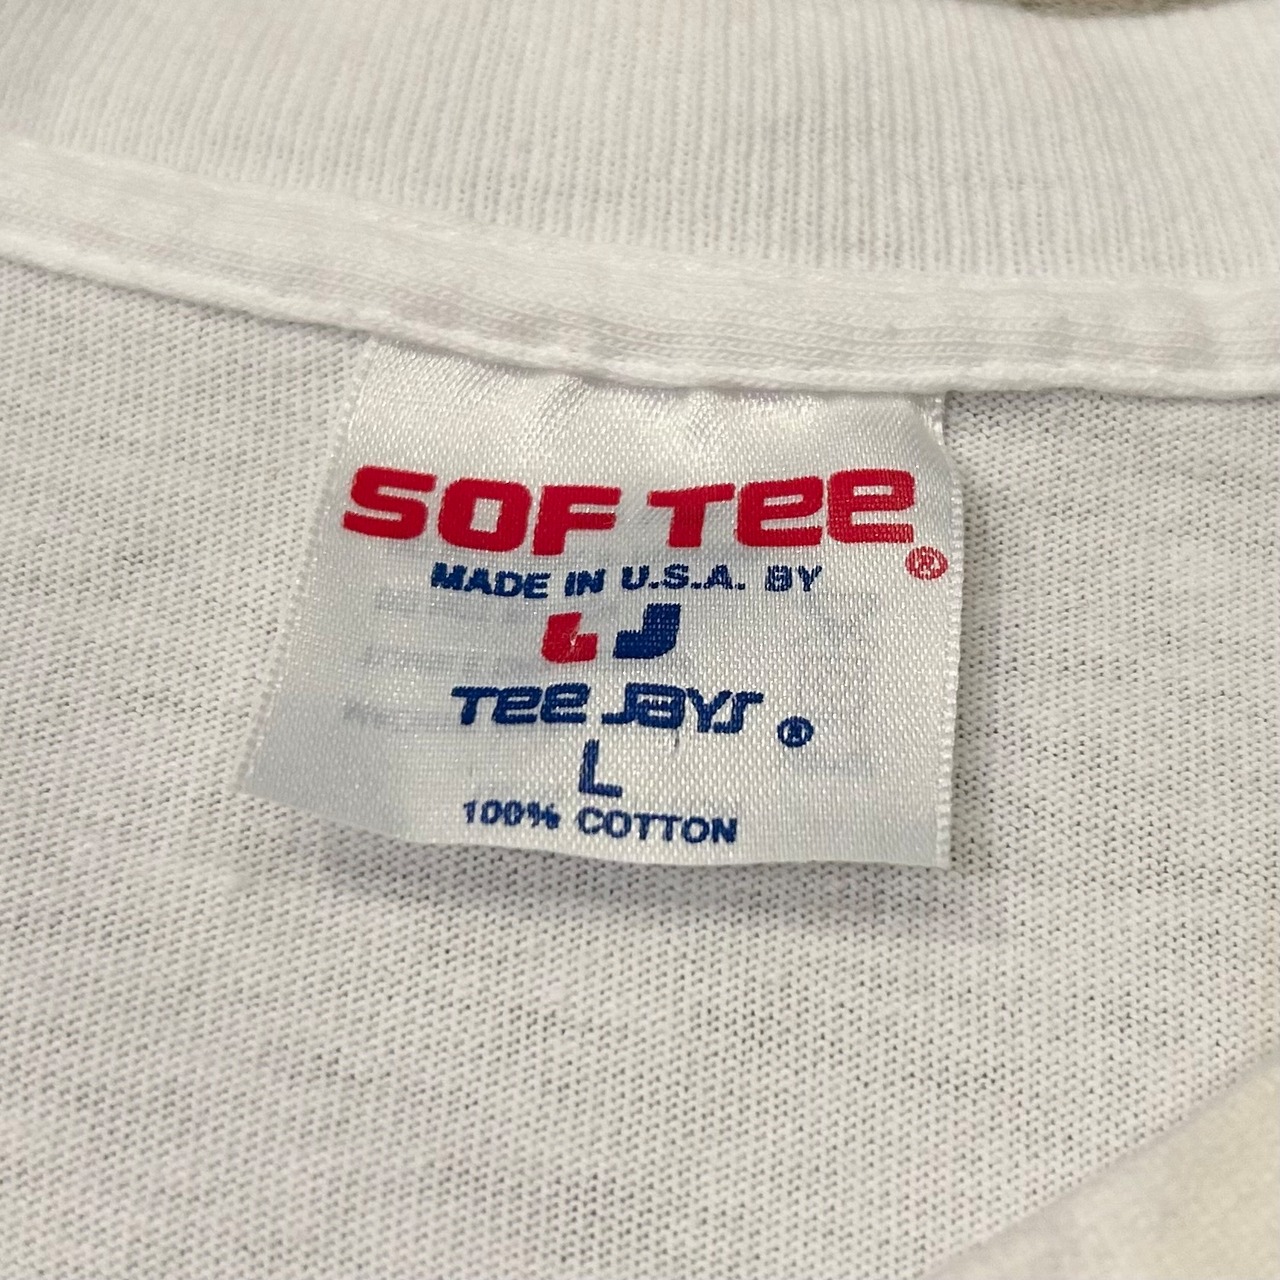 SOF TEE ®
MADE IN U.S.A. BY
TJ
TEE JAYS ®
L
100% COTTON